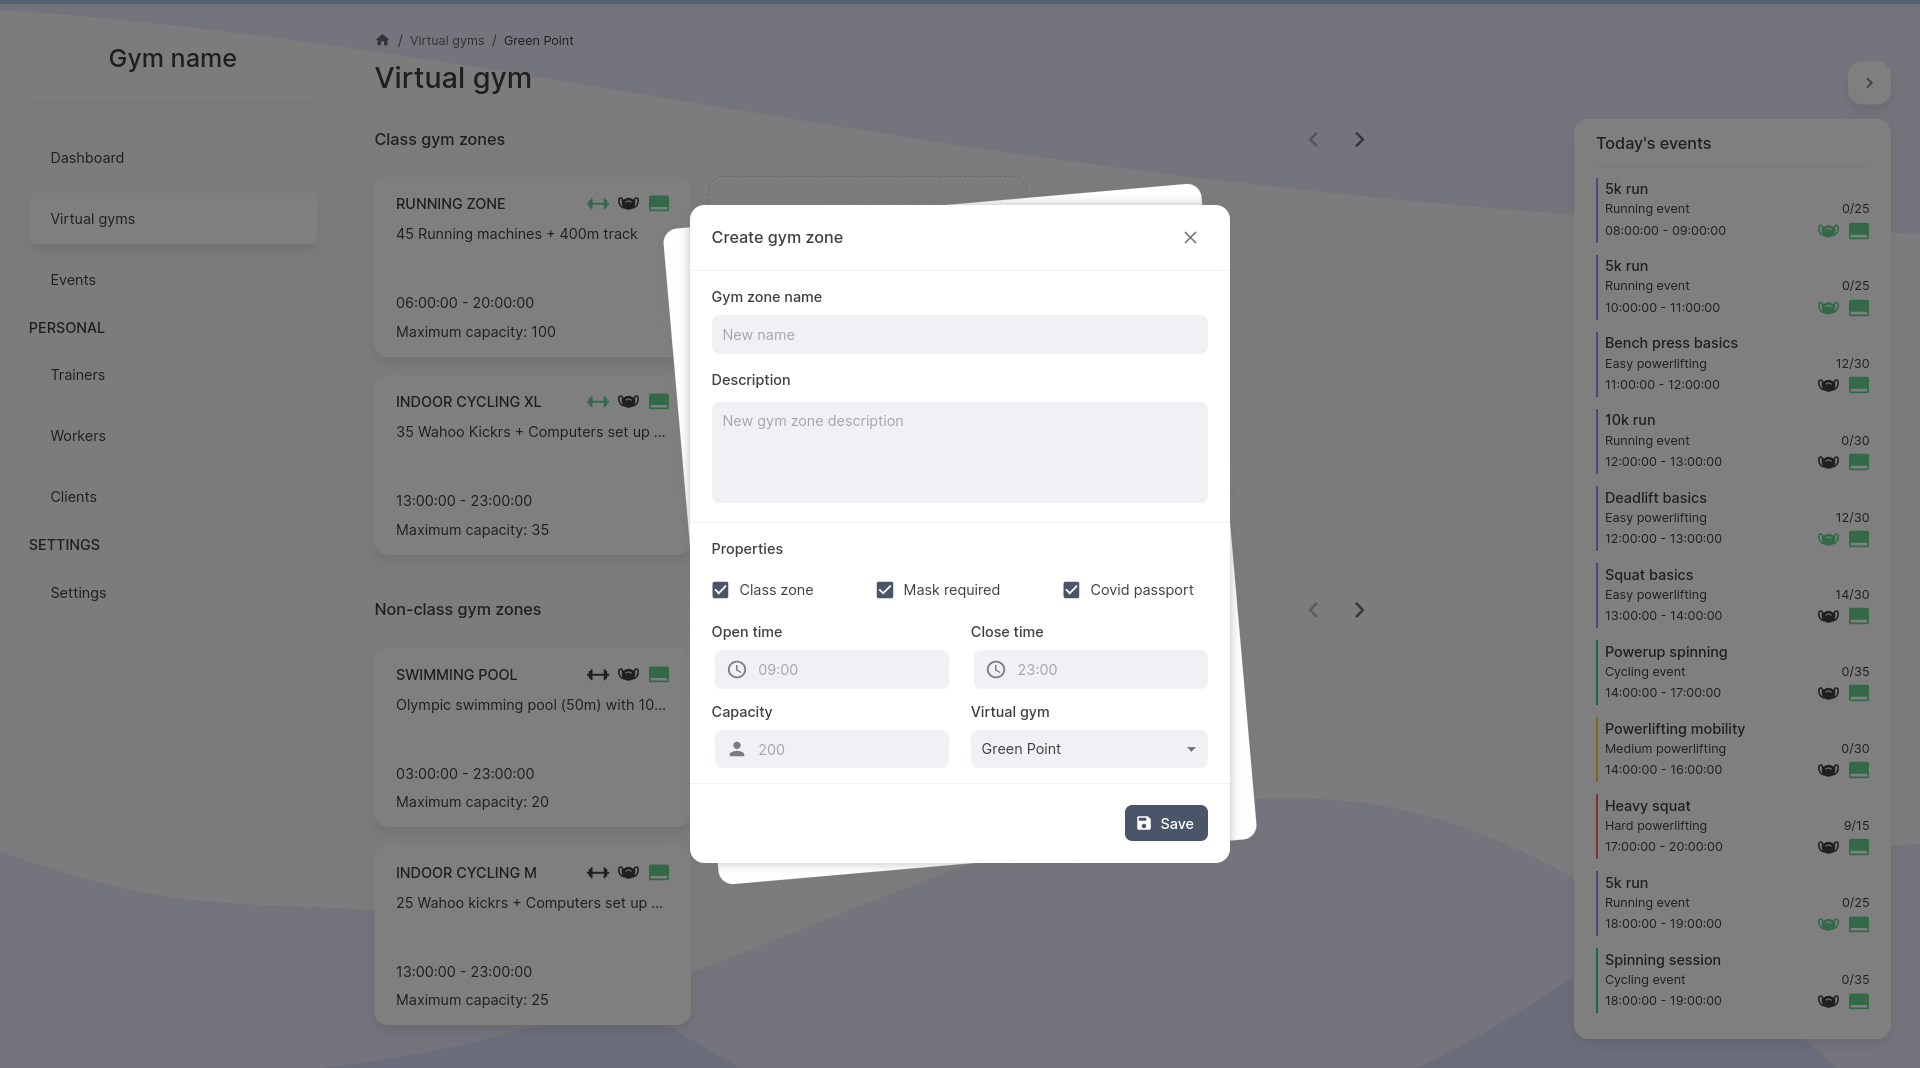 Gym name
Dashboard
Virtual gyms
Events
PERSONAL
Trainers
Workers
Clients
SETTINGS
Settings
/ Virtual gyms / Green Point
Virtual gym
Class gym zones
RUNNING ZONE
45 Running machines + 400m track
06:00:00 - 20:00:00
Maximum capacity: 100
INDOOR CYCLING XL
35 Wahoo Kickrs + Computers set up ...
13:00:00 - 23:00:00
Maximum capacity: 35
Non-class gym zones
SWIMMING POOL
Olympic swimming pool (50m) with 10...
03:00:00 - 23:00:00
Maximum capacity: 20
INDOOR CYCLING M
25 Wahoo kickrs + Computers set up ...
13:00:00 - 23:00:00
Maximum capacity: 25
Create gym zone
Gym zone name
New name
Description
New gym zone description
Properties
Class zone Mask required Covid passport
Open time Close time
09:00 23:00
Capacity Virtual gym
200 Green Point
Save
Today's events
5k run
Running event 0/25
08:00:00 - 09:00:00
5k run
Running event 0/25
10:00:00 - 11:00:00
Bench press basics
Easy powerlifting 12/30
11:00:00 - 12:00:00
10k run
Running event 0/30
12:00:00 - 13:00:00
Deadlift basics
Easy powerlifting 12/30
12:00:00 - 13:00:00
Squat basics
Easy powerlifting 14/30
13:00:00 - 14:00:00
Powerup spinning
Cycling event 0/35
14:00:00 - 17:00:00
Powerlifting mobility
Medium powerlifting 0/30
14:00:00 - 16:00:00
Heavy squat
Hard powerlifting 9/15
17:00:00 - 20:00:00
5k run
Running event 0/25
18:00:00 - 19:00:00
Spinning session
Cycling event 0/35
18:00:00 - 19:00:00